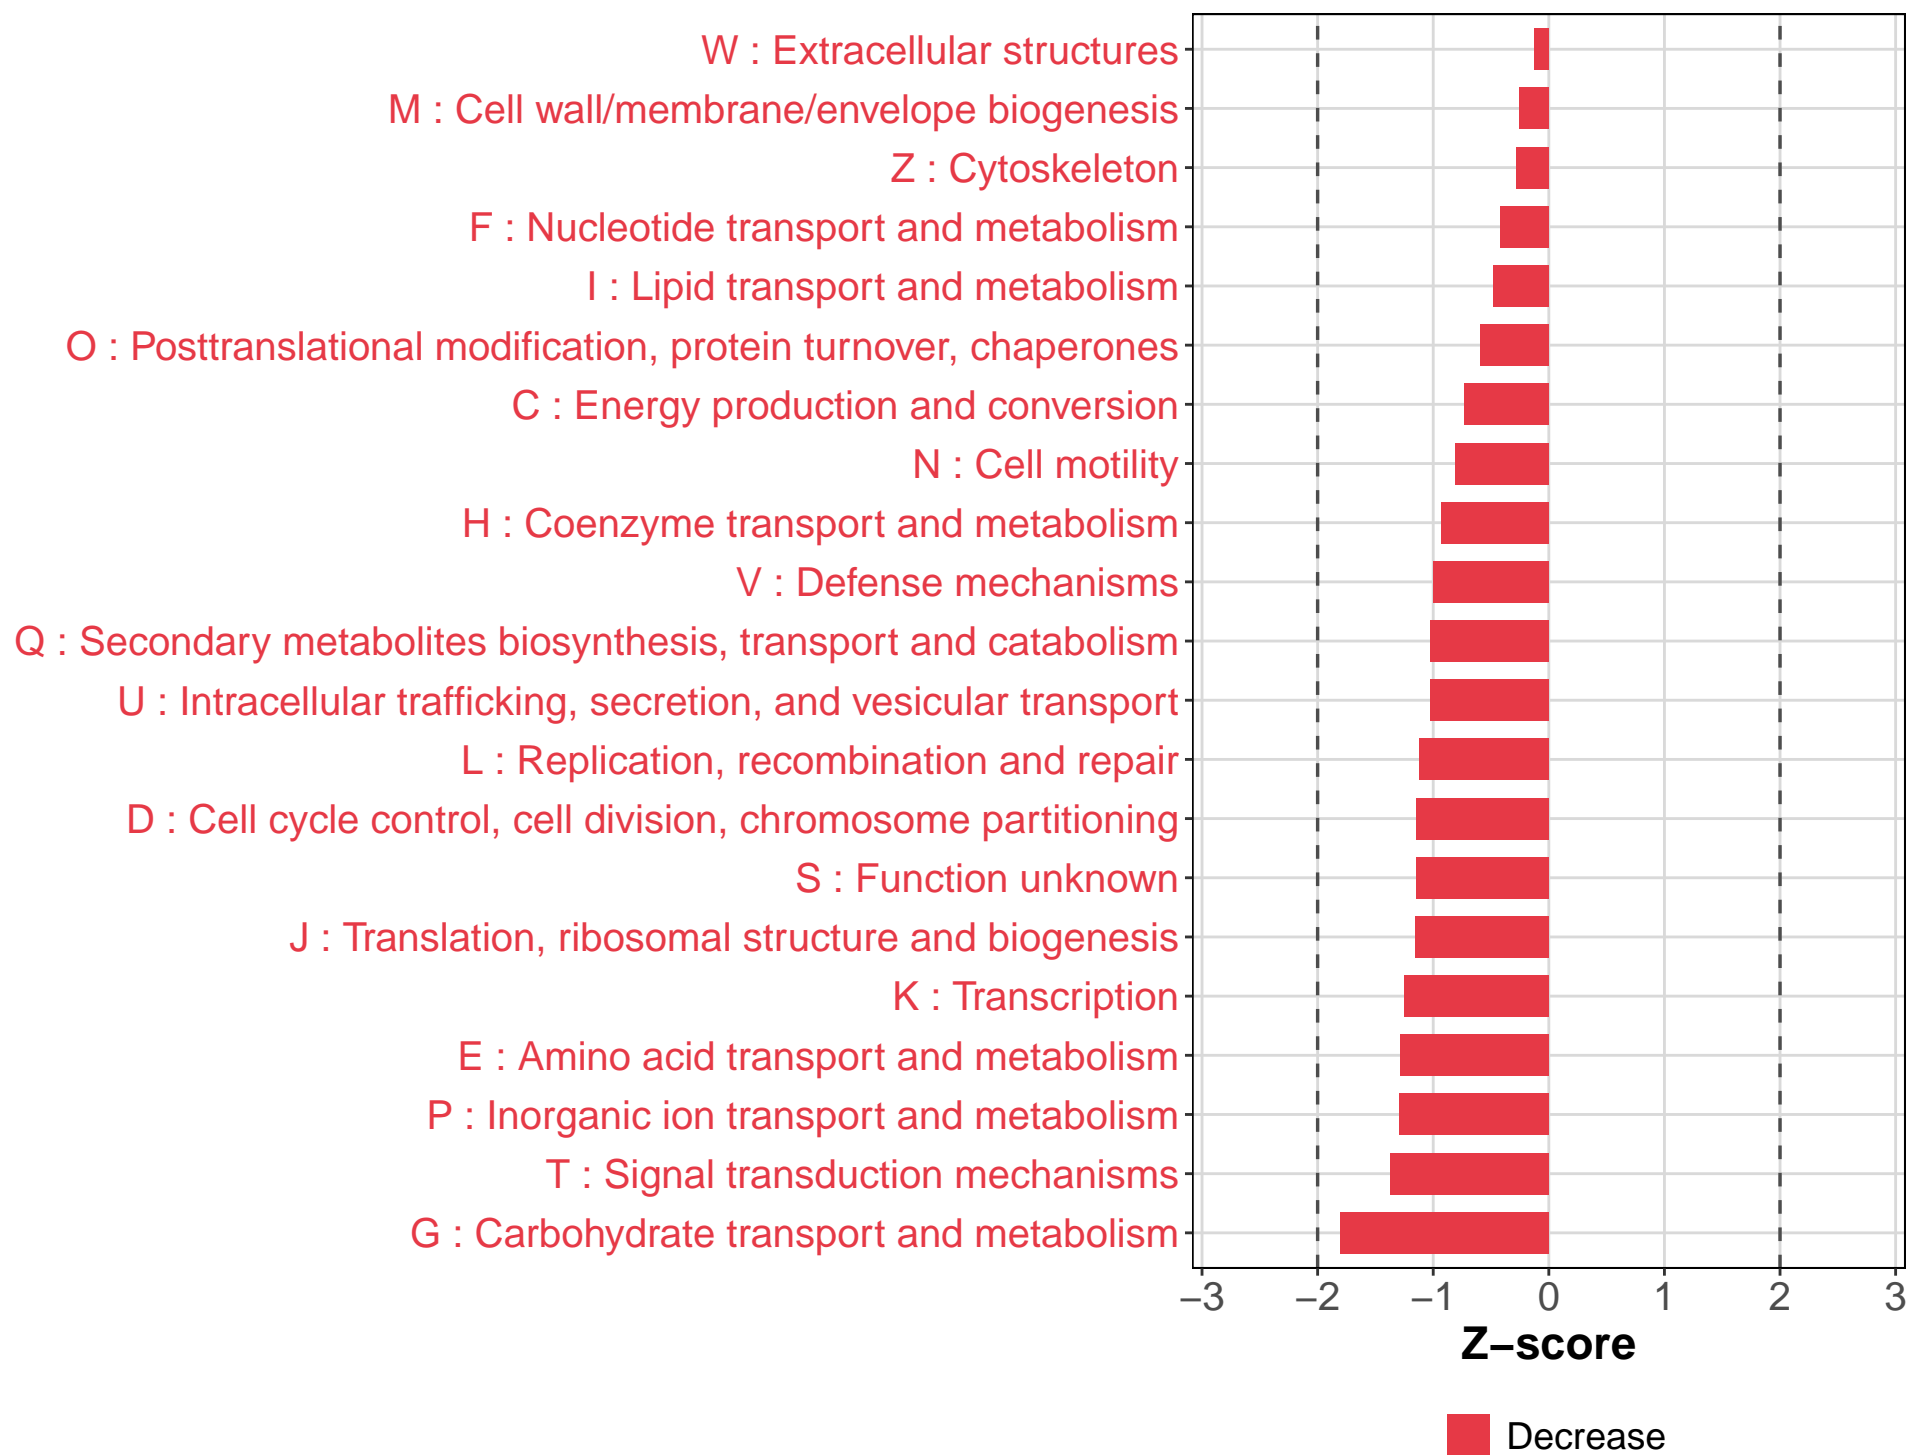 W : Extracellular structures
M : Cell wall/membrane/envelope biogenesis
Z : Cytoskeleton
F : Nucleotide transport and metabolism
I : Lipid transport and metabolism
O : Posttranslational modification, protein turnover, chaperones
C : Energy production and conversion
N : Cell motility
H : Coenzyme transport and metabolism
V : Defense mechanisms
Q : Secondary metabolites biosynthesis, transport and catabolism
U : Intracellular trafficking, secretion, and vesicular transport
L : Replication, recombination and repair
D : Cell cycle control, cell division, chromosome partitioning
S : Function unknown
J : Translation, ribosomal structure and biogenesis
K : Transcription
E : Amino acid transport and metabolism
P : Inorganic ion transport and metabolism
T : Signal transduction mechanisms
G : Carbohydrate transport and metabolism
−3 −2 −1 0 1 2 3
Z−score
Decrease